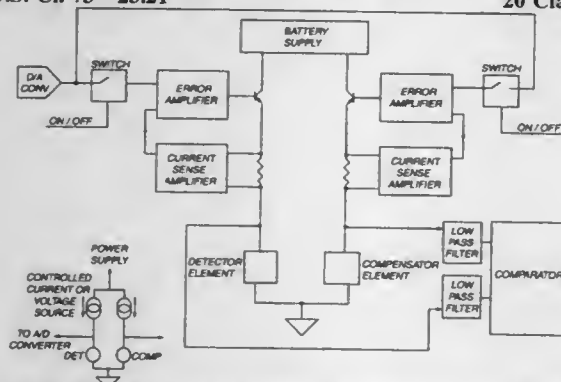 23.21
20 Cla
BATTERY
SUPPLY
D/A
CONV
SWITCH
ERROR
AMPLIFIER
ERROR
AMPLIFIER
SWITCH
ON / OFF
ON / OFF
CURRENT
SENSE
AMPLIFIER
CURRENT
SENSE
AMPLIFIER
POWER
SUPPLY
CONTROLLED
CURRENT OR
VOLTAGE
SOURCE
TO A/D
CONVERTER
DET
COMP
DETECTOR
ELEMENT
COMPENSATOR
ELEMENT
LOW
PASS
FILTER
LOW
PASS
FILTER
COMPARATOR